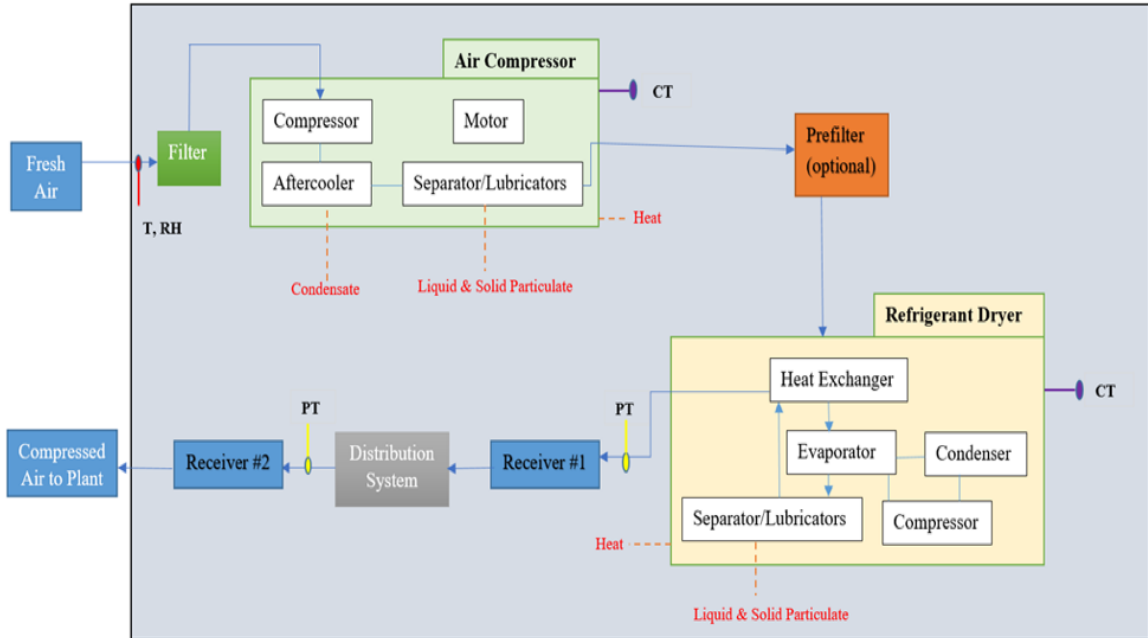 Air Compressor
CT
Compressor
Motor
Filter
Prefilter
(optional)
Fresh
Air
Aftercooler
Separator/Lubricators
T, RH
Heat
Condensate
Liquid & Solid Particulate
Refrigerant Dryer
Heat Exchanger
CT
PT
PT
Compressed
Air to Plant
Receiver #2
Distribution
System
Receiver #1
Evaporator
Condenser
Separator/Lubricators
Compressor
Heat
Liquid & Solid Particulate